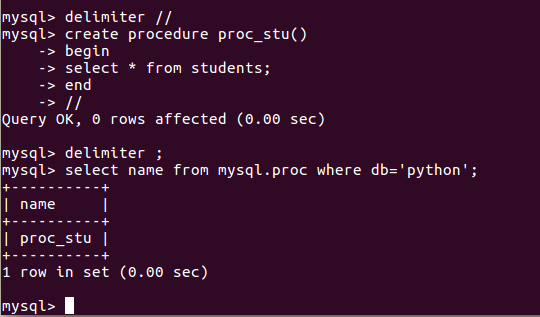 mysql> delimiter //
mysql> create procedure proc_stu()
    -> begin
    -> select * from students;
    -> end
    -> //
Query OK, 0 rows affected (0.00 sec)

mysql> delimiter ;
mysql> select name from mysql.proc where db='python';
+----------+
| name     |
+----------+
| proc_stu |
+----------+
1 row in set (0.00 sec)

mysql>